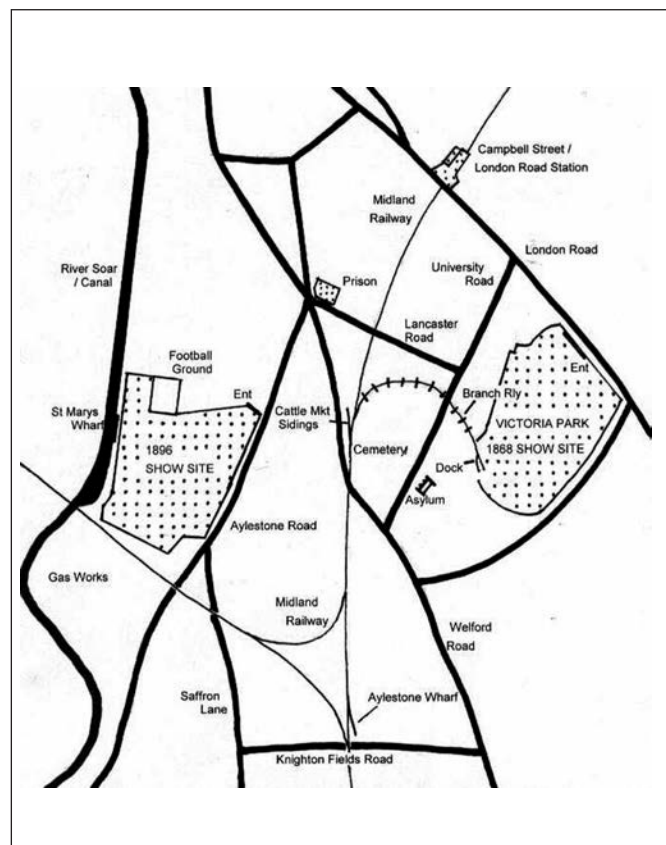 Campbell Street /
London Road Station
Midland
Railway
London Road
River Soar
/ Canal
University
Road
Prison
Lancaster
Road
Football
Ground
Ent
Ent
Branch Rly
St Marys
Wharf
Cattle Mkt
Sidings
VICTORIA PARK
1868 SHOW SITE
1896
SHOW SITE
Cemetery
Dock
Asylum
Aylestone Road
Gas Works
Midland
Railway
Welford
Road
Saffron
Lane
Aylestone Wharf
Knighton Fields Road